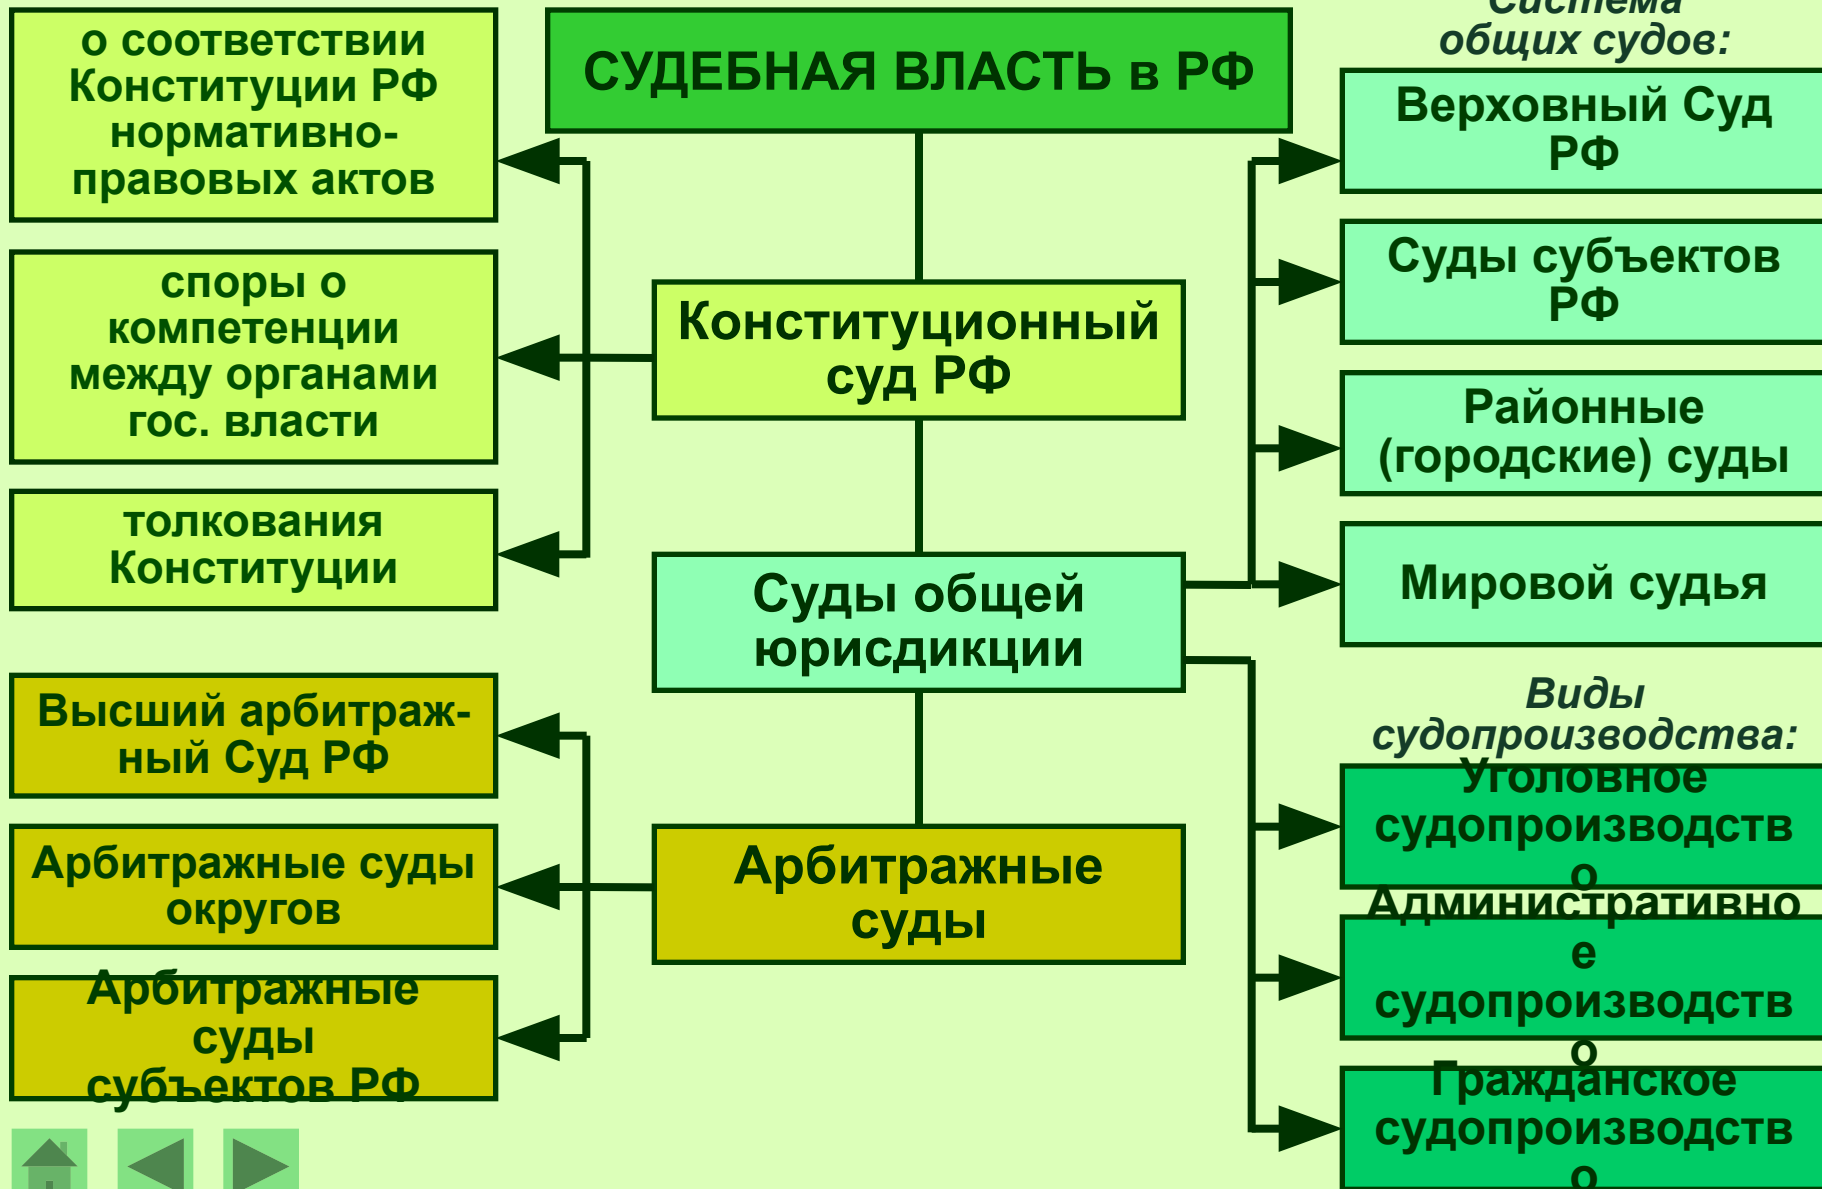 СУДЕБНАЯ ВЛАСТЬ в РФ
о соответствии
Конституции РФ
нормативно-
правовых актов
споры о
компетенции
между органами
гос. власти
толкования
Конституции
Конституционный
суд РФ
Суды общей
юрисдикции
Арбитражные
суды
Высший арбитраж-
ный Суд РФ
Арбитражные суды
округов
Арбитражные
суды
субъектов РФ
Система
общих судов:
Верховный Суд
РФ
Суды субъектов
РФ
Районные
(городские) суды
Мировой судья
Виды
судопроизводства:
Уголовное
судопроизводств
о
Административно
е
судопроизводств
о
Гражданское
судопроизводств
о